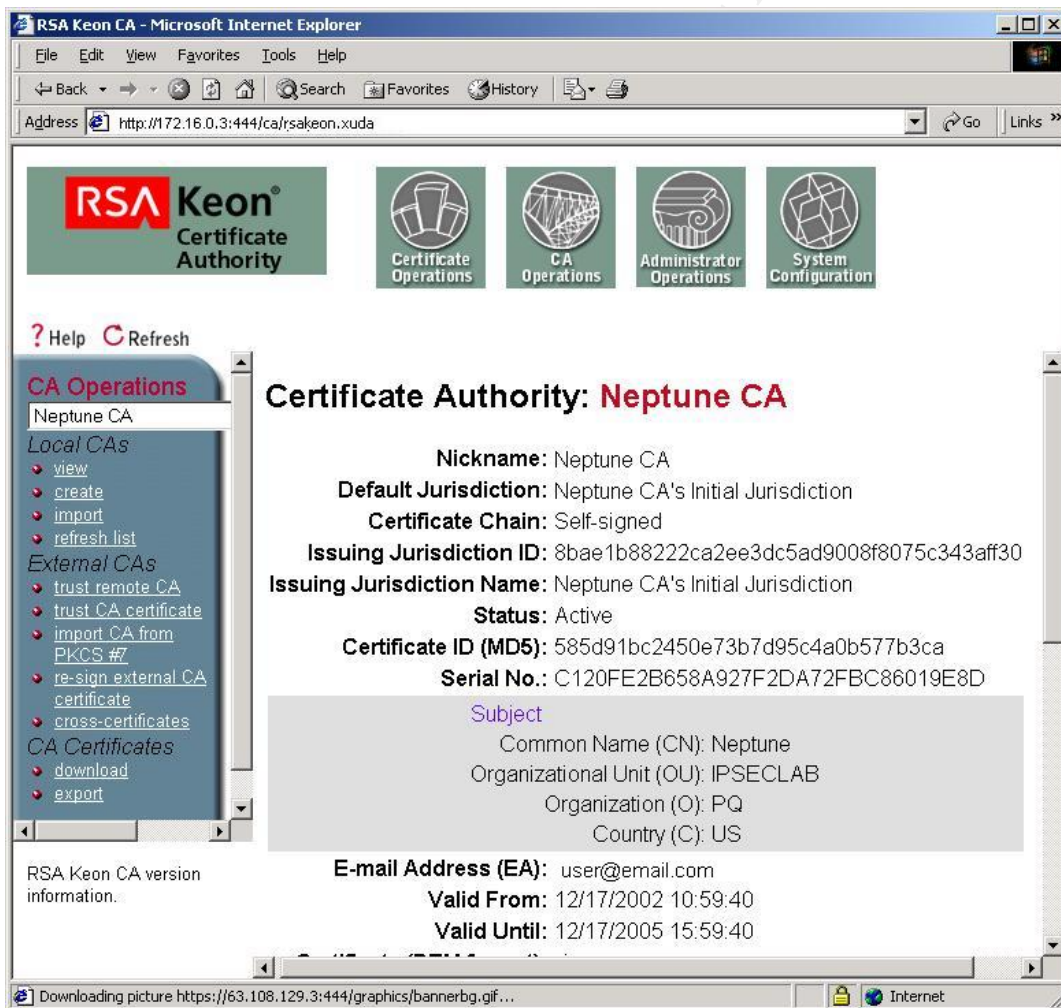 RSA Keon CA - Microsoft Internet Explorer
File Edit View Favorites Tools Help
Back Search Favorites History
Address http://172.16.0.3:444/ca/rsakeon.xuda Go Links »
RSA Keon®
Certificate
Authority
Certificate
Operations
CA
Operations
Administrator
Operations
System
Configuration
? Help Refresh
CA Operations
Neptune CA
Local CAs
view
create
import
refresh list
External CAs
trust remote CA
trust CA certificate
import CA from
PKCS #7
re-sign external CA
certificate
cross-certificates
CA Certificates
download
export
RSA Keon CA version
information.
Certificate Authority: Neptune CA
Nickname: Neptune CA
Default Jurisdiction: Neptune CA's Initial Jurisdiction
Certificate Chain: Self-signed
Issuing Jurisdiction ID: 8bae1b88222ca2ee3dc5ad9008f8075c343aff30
Issuing Jurisdiction Name: Neptune CA's Initial Jurisdiction
Status: Active
Certificate ID (MD5): 585d91bc2450e73b7d95c4a0b577b3ca
Serial No.: C120FE2B658A927F2DA72FBC86019E8D
Subject
Common Name (CN): Neptune
Organizational Unit (OU): IPSECLAB
Organization (O): PQ
Country (C): US
E-mail Address (EA): user@email.com
Valid From: 12/17/2002 10:59:40
Valid Until: 12/17/2005 15:59:40
Downloading picture https://63.108.129.3:444/graphics/bannerbg.gif... Internet